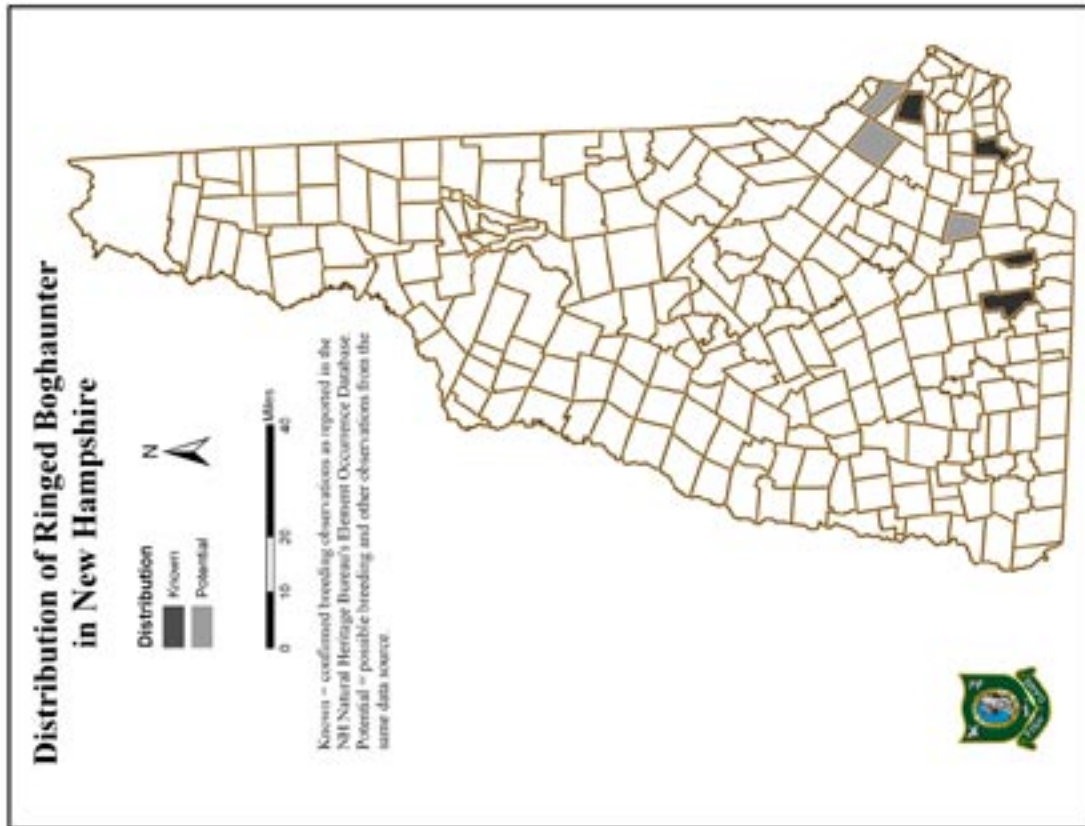 Distribution of Ringed Boghaunter
in New Hampshire
N
Distribution
Known
Potential
0 10 20 40
Miles
Known = confirmed breeding observations as reported in the
NH Natural Heritage Bureau's Element Occurrence Database.
Potential = possible breeding and other observations from the
same data source.